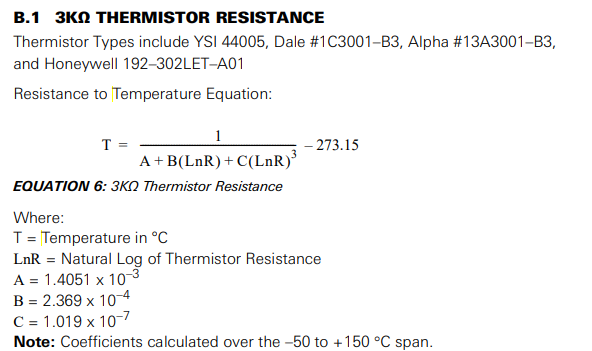 B.1 3KΩ THERMISTOR RESISTANCE
Thermistor Types include YSI 44005, Dale #1C3001–B3, Alpha #13A3001–B3,
and Honeywell 192–302LET–A01
Resistance to Temperature Equation:
T = 1 / (A + B(LnR) + C(LnR)³) – 273.15
EQUATION 6: 3KΩ Thermistor Resistance
Where:
T = Temperature in °C
LnR = Natural Log of Thermistor Resistance
A = 1.4051 x 10⁻³
B = 2.369 x 10⁻⁴
C = 1.019 x 10⁻⁷
Note: Coefficients calculated over the –50 to +150 °C span.